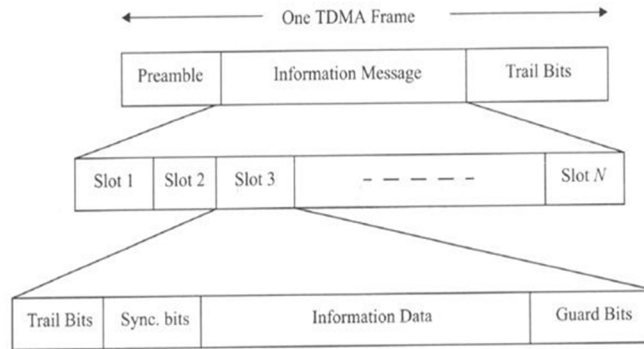 One TDMA Frame
Preamble Information Message Trail Bits
Slot 1 Slot 2 Slot 3 Slot N
Trail Bits Sync. bits Information Data Guard Bits